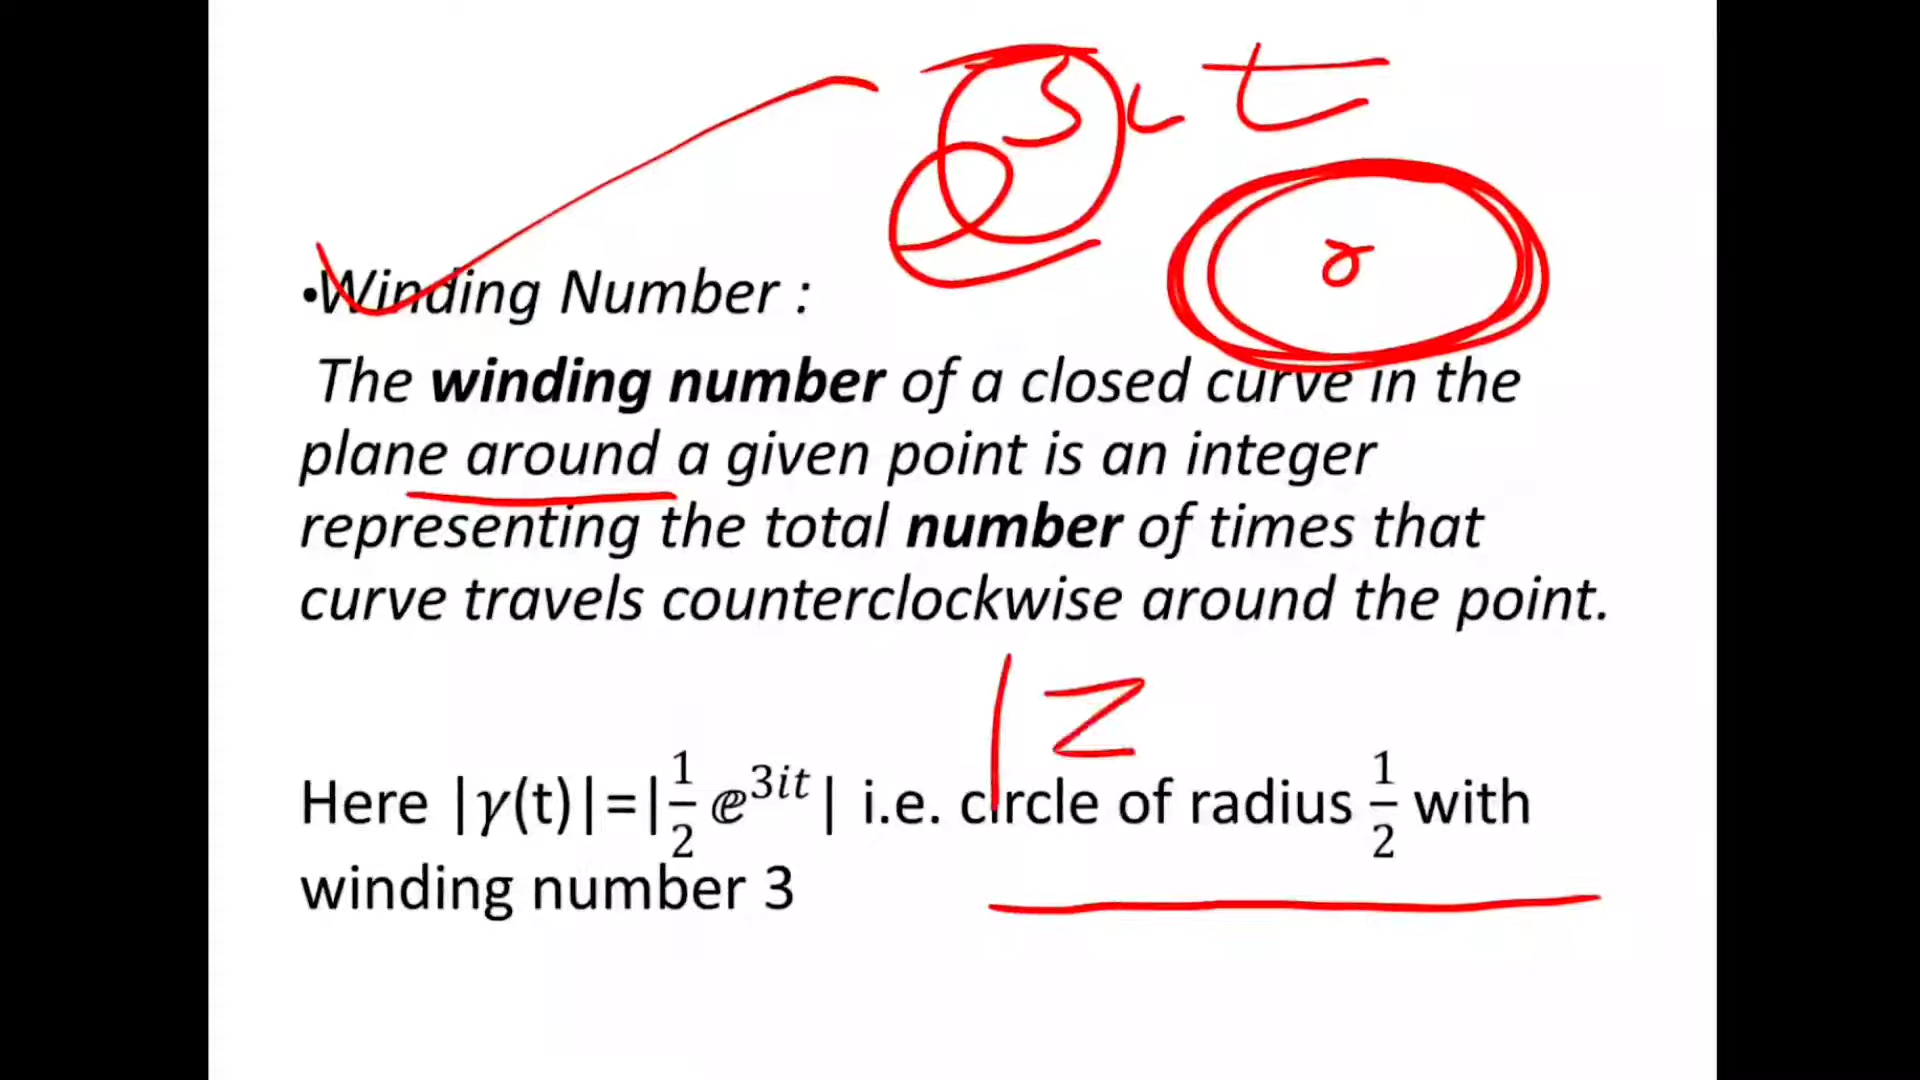 e 3it
γ
•Winding Number :
The winding number of a closed curve in the
plane around a given point is an integer
representing the total number of times that
curve travels counterclockwise around the point.
|z
Here |γ(t)|=|1/2 ⅇ^3it| i.e. circle of radius 1/2 with
winding number 3